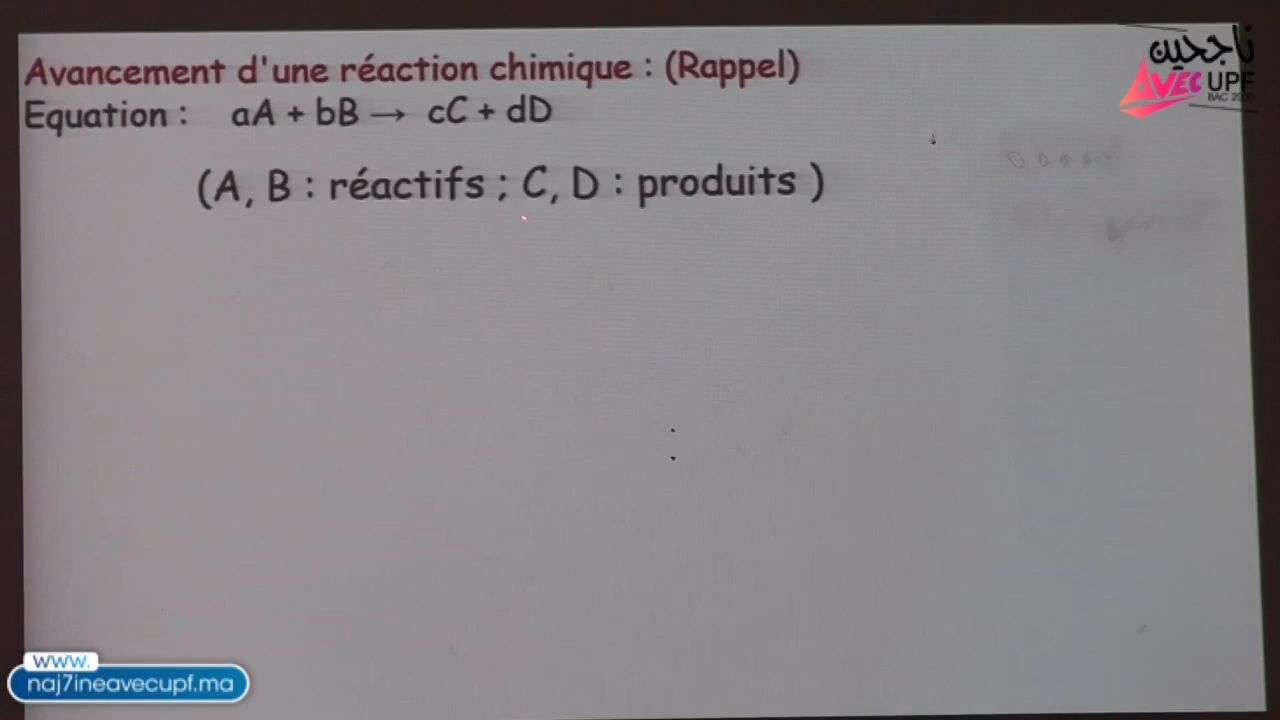 Avancement d'une réaction chimique : (Rappel)
Equation : aA + bB → cC + dD
(A, B : réactifs ; C, D : produits )
ناجحين
AVEC UPF
www.
naj7ineavecupf.ma